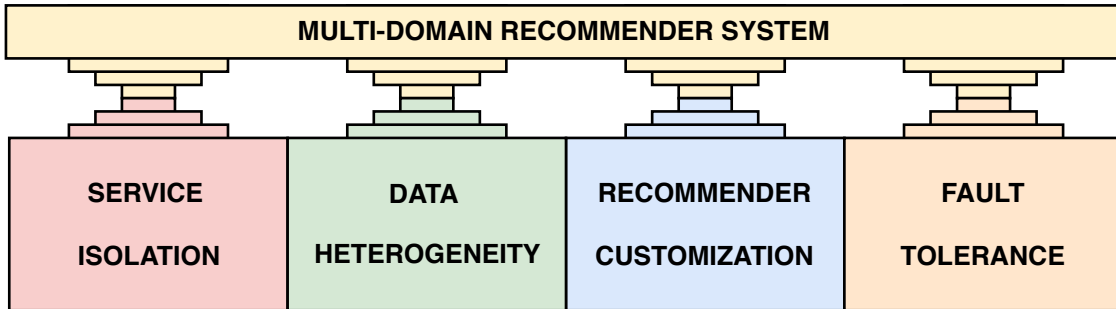 MULTI-DOMAIN RECOMMENDER SYSTEM
SERVICE
ISOLATION
DATA
HETEROGENEITY
RECOMMENDER
CUSTOMIZATION
FAULT
TOLERANCE